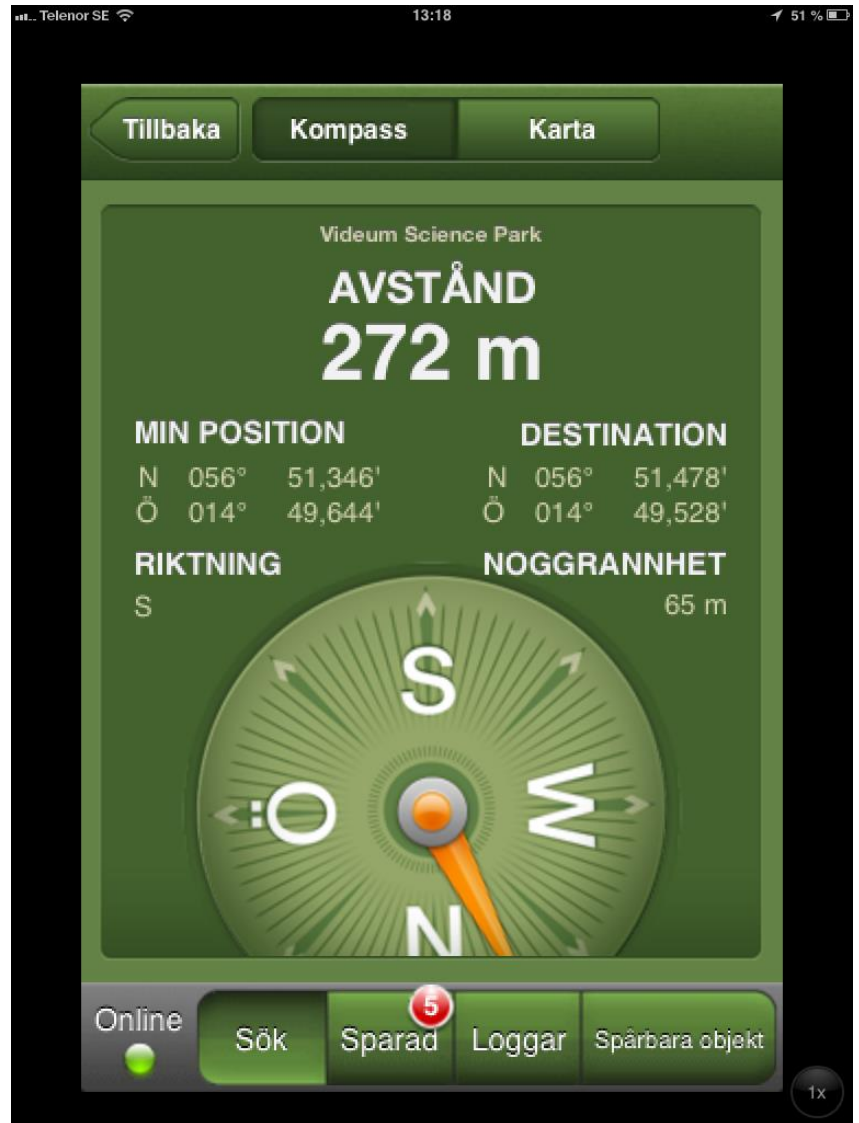 Telenor SE 13:18 51 %
Tillbaka Kompass Karta
Videum Science Park
AVSTÅND
272 m
MIN POSITION DESTINATION
N 056° 51,346' N 056° 51,478'
Ö 014° 49,644' Ö 014° 49,528'
RIKTNING NOGGRANNHET
S 65 m
S
Ö W
N
5
Online Sök Sparad Loggar Spårbara objekt
1x